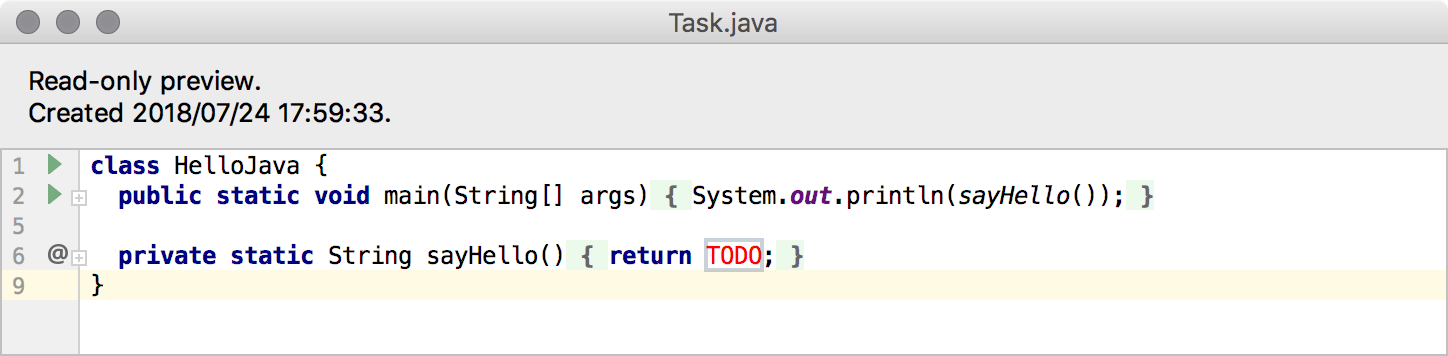 Task.java
Read-only preview.
Created 2018/07/24 17:59:33.
1 class HelloJava {
2 public static void main(String[] args) { System.out.println(sayHello()); }
5
6 @ private static String sayHello() { return TODO; }
9 }